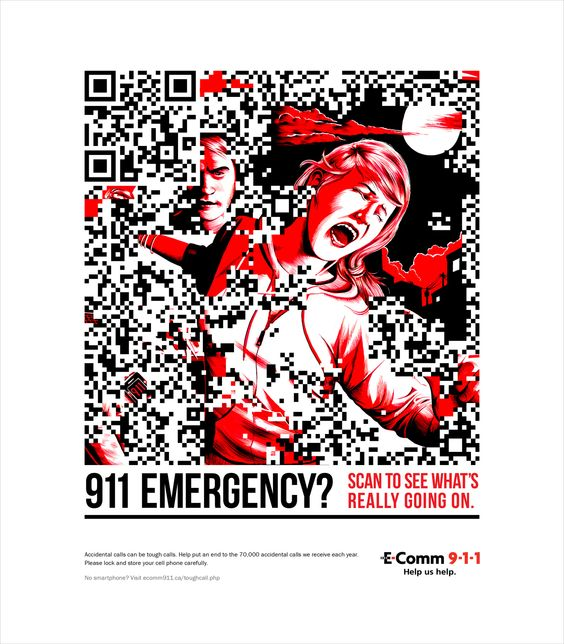 911 EMERGENCY?
SCAN TO SEE WHAT'S
REALLY GOING ON.
Accidental calls can be tough calls. Help put an end to the 70,000 accidental calls we receive each year.
Please lock and store your cell phone carefully.
No smartphone? Visit ecomm911.ca/toughcall.php
E-Comm 9-1-1
Help us help.